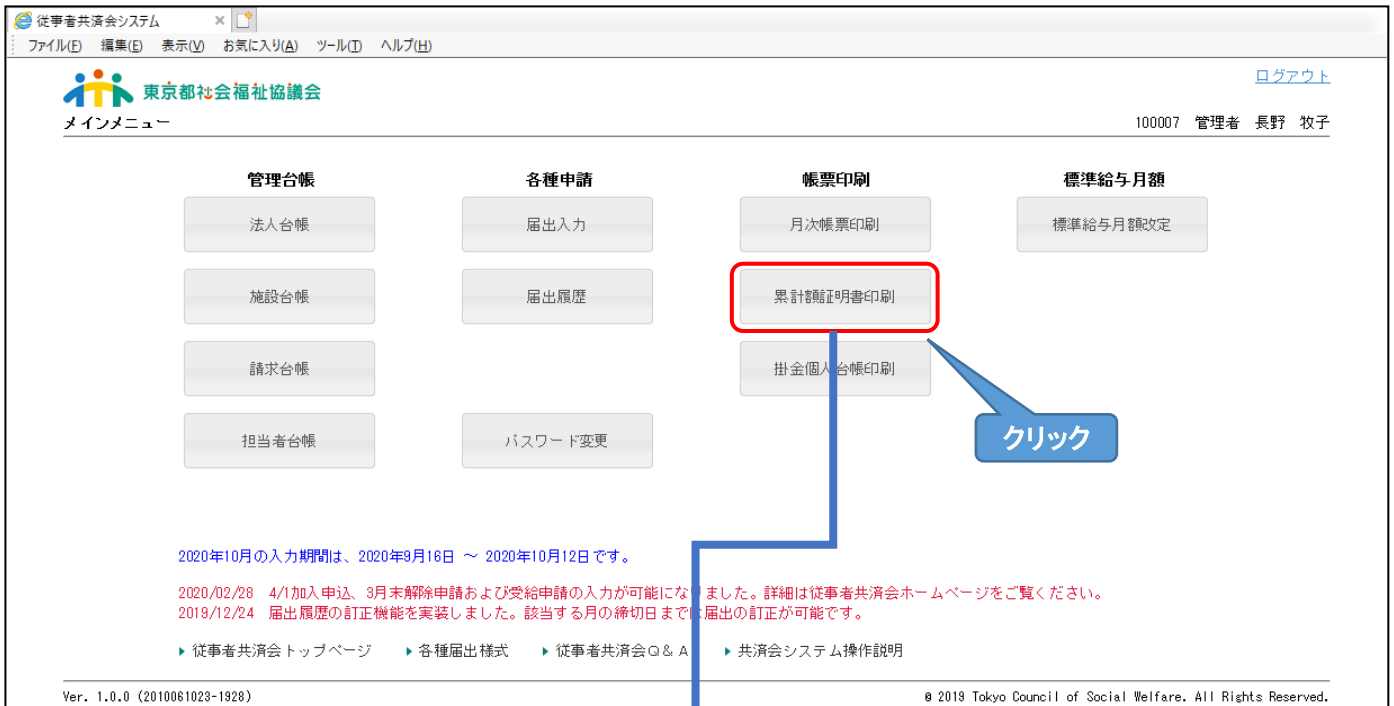 従事者共済会システム
ファイル(F) 編集(E) 表示(V) お気に入り(A) ツール(T) ヘルプ(H)
東京都社会福祉協議会
ログアウト
メインメニュー
100007 管理者 長野 牧子
管理台帳 各種申請 帳票印刷 標準給与月額
法人台帳 届出入力 月次帳票印刷 標準給与月額改定
施設台帳 届出履歴 累計額証明書印刷
請求台帳 掛金個人台帳印刷
担当者台帳 パスワード変更
クリック
2020年10月の入力期間は、2020年9月16日 ～ 2020年10月12日です。
2020/02/28 4/1加入申込、3月末解除申請および受給申請の入力が可能になりました。詳細は従事者共済会ホームページをご覧ください。
2019/12/24 届出履歴の訂正機能を実装しました。該当する月の締切日までは届出の訂正が可能です。
従事者共済会トップページ 各種届出様式 従事者共済会Q＆A 共済会システム操作説明
Ver. 1.0.0 (2010061023-1928)
© 2019 Tokyo Council of Social Welfare. All Rights Reserved.